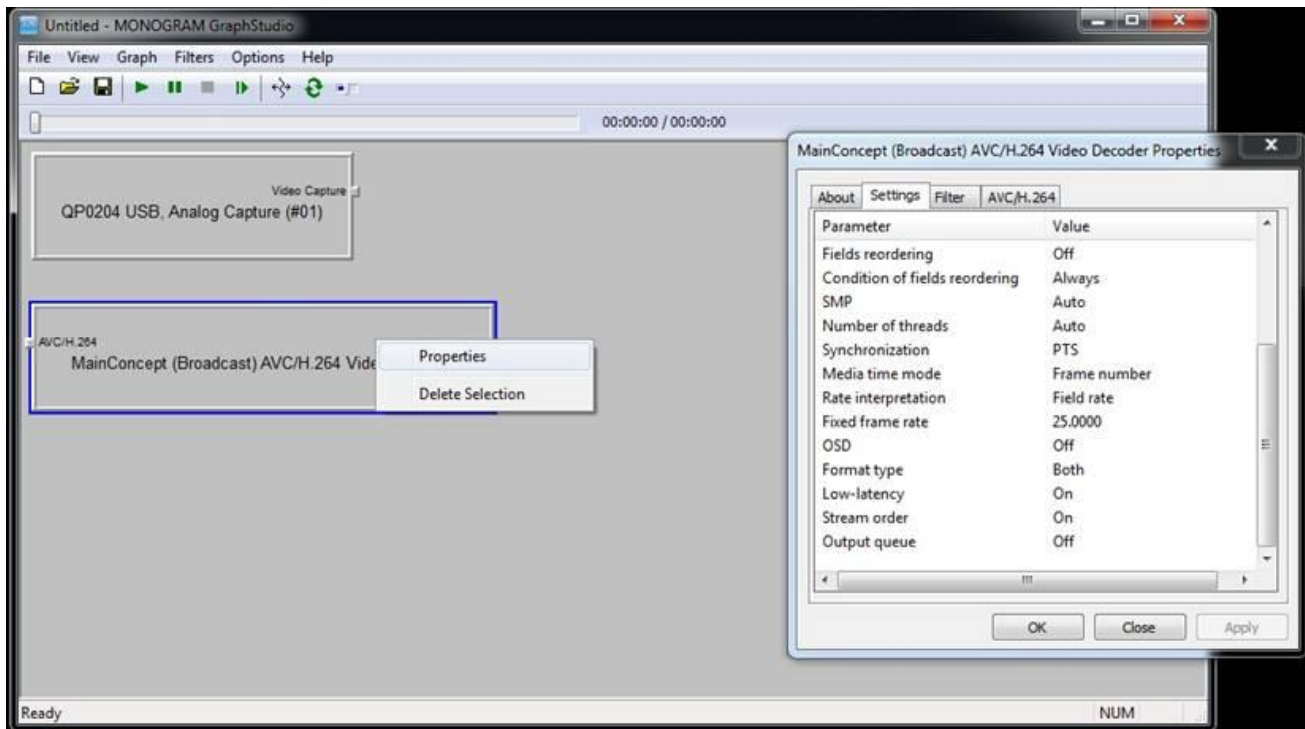 Untitled - MONOGRAM GraphStudio
File View Graph Filters Options Help
00:00:00 / 00:00:00
Video Capture
QP0204 USB, Analog Capture (#01)
AVC/H.264
MainConcept (Broadcast) AVC/H.264 Vide
Properties
Delete Selection
MainConcept (Broadcast) AVC/H.264 Video Decoder Properties
About Settings Filter AVC/H.264
Parameter Value
Fields reordering Off
Condition of fields reordering Always
SMP Auto
Number of threads Auto
Synchronization PTS
Media time mode Frame number
Rate interpretation Field rate
Fixed frame rate 25.0000
OSD Off
Format type Both
Low-latency On
Stream order On
Output queue Off
OK Close Apply
Ready NUM